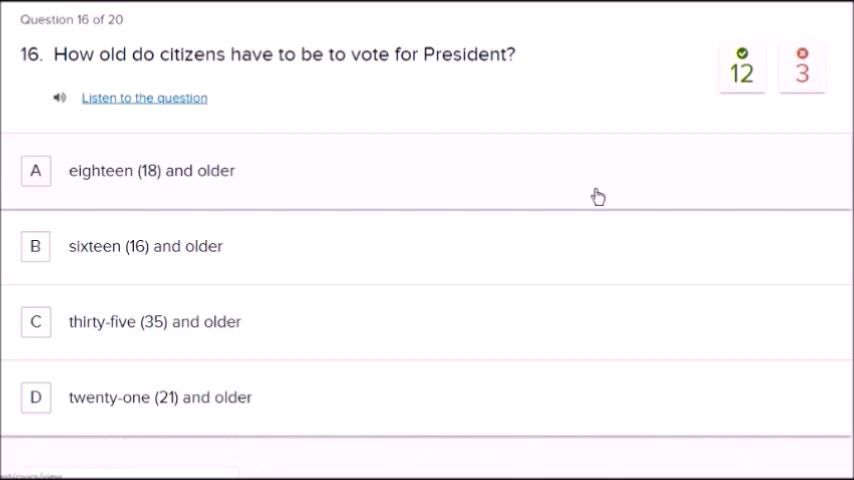 Question 16 of 20
16. How old do citizens have to be to vote for President?
12
3
Listen to the question
A eighteen (18) and older
B sixteen (16) and older
C thirty-five (35) and older
D twenty-one (21) and older